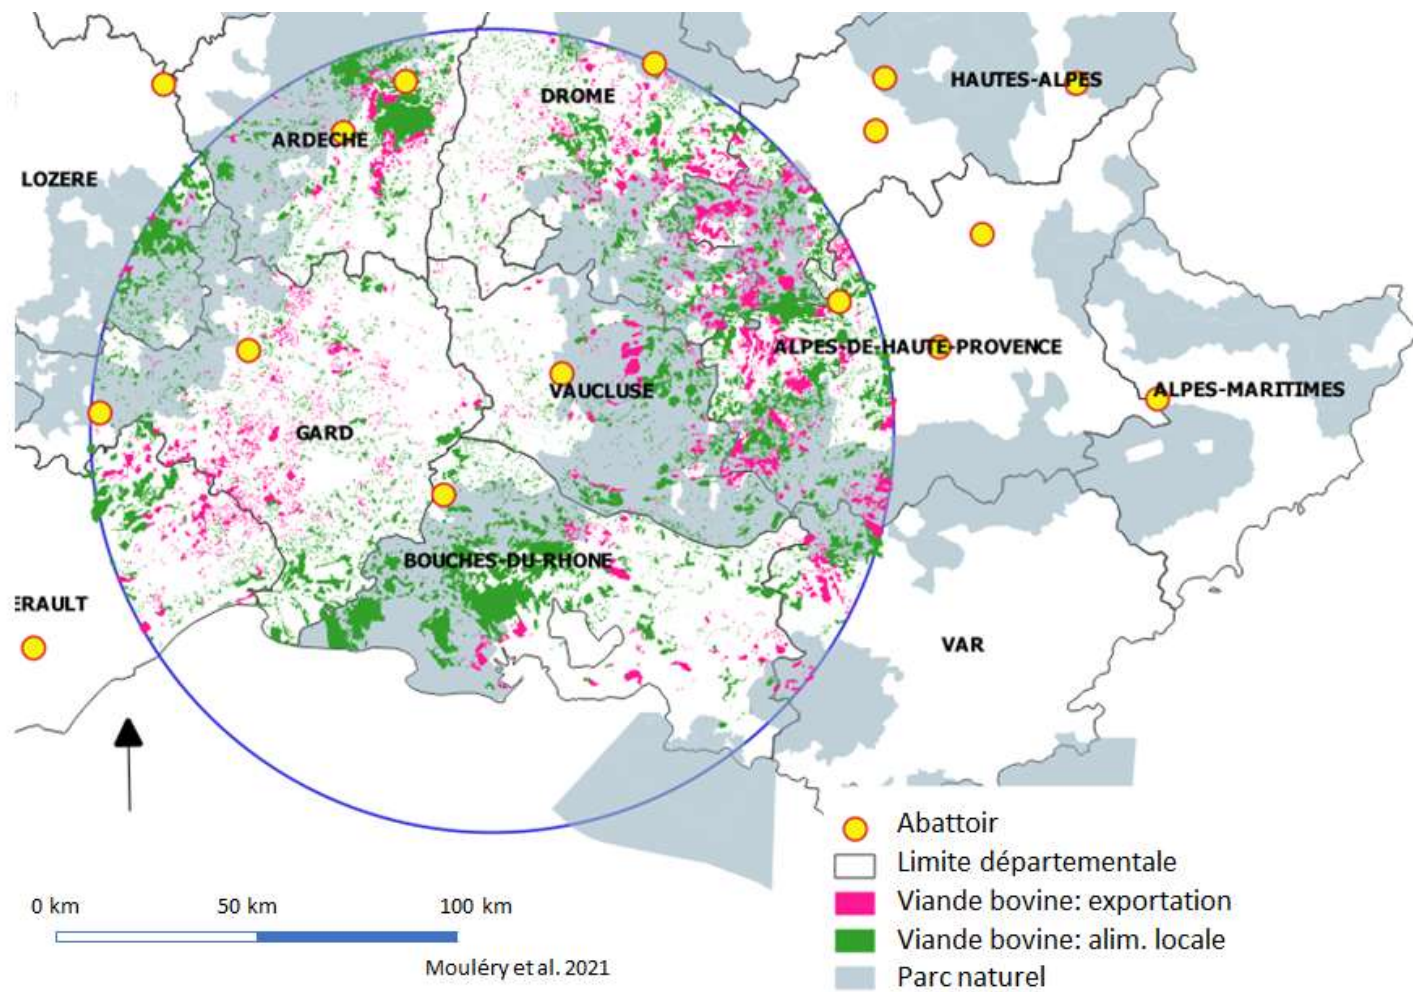 HAUTES-ALPES
DROME
ARDECHE
LOZERE
ALPES-DE-HAUTE-PROVENCE
ALPES-MARITIMES
VAUCLUSE
GARD
BOUCHES-DU-RHONE
ERAULT
VAR
Abattoir
Limite départementale
Viande bovine: exportation
Viande bovine: alim. locale
Parc naturel
0 km 50 km 100 km
Mouléry et al. 2021